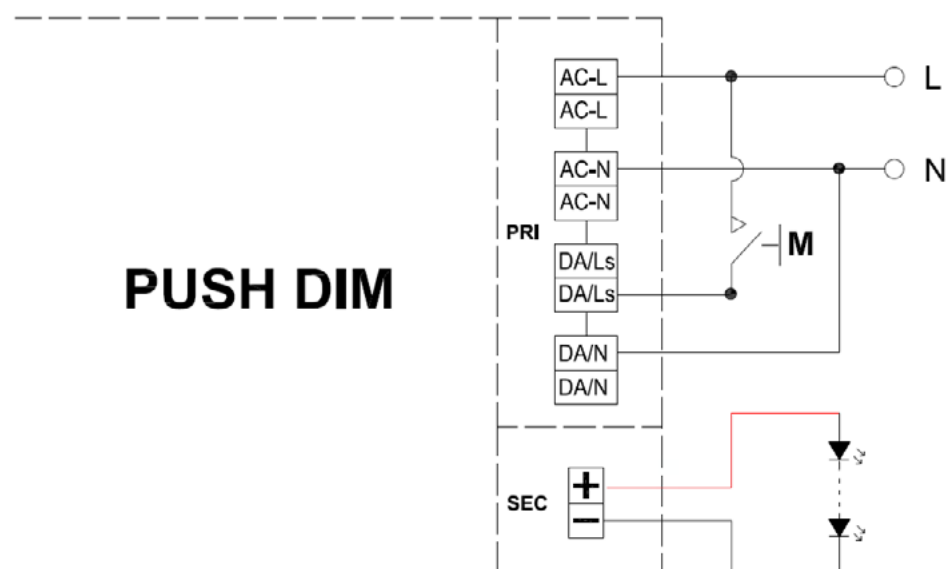 AC-L
L
AC-L
AC-N
N
AC-N
PRI
M
DA/Ls
PUSH DIM
DA/Ls
DA/N
DA/N
SEC
+
−